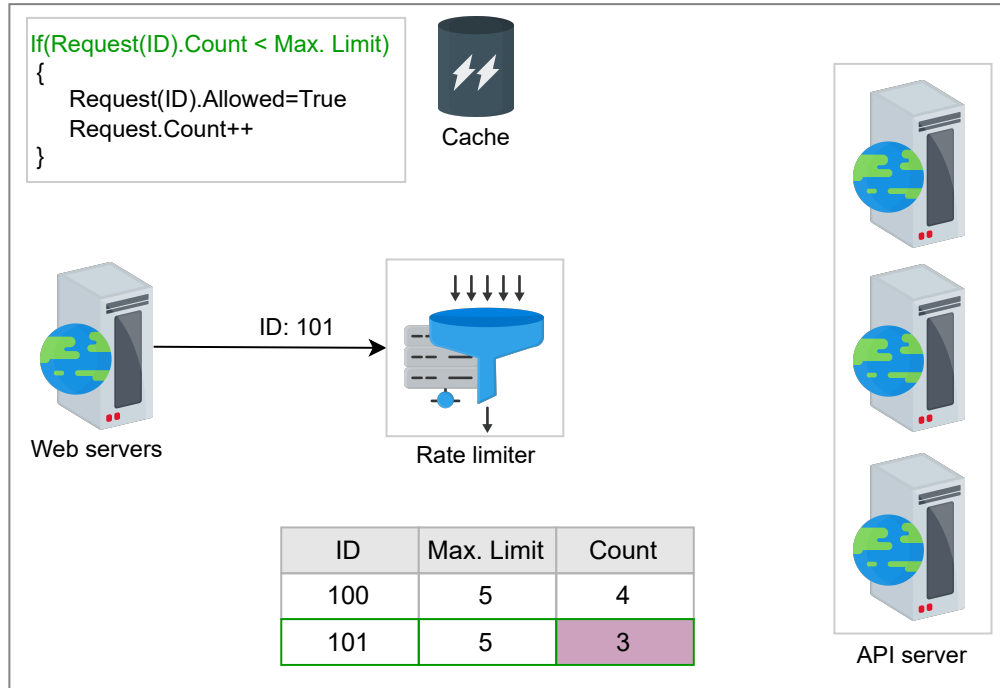 If(Request(ID).Count < Max. Limit)
{
Request(ID).Allowed=True
Request.Count++
}
Cache
ID: 101
Web servers
Rate limiter
ID Max. Limit Count
100 5 4
101 5 3
API server